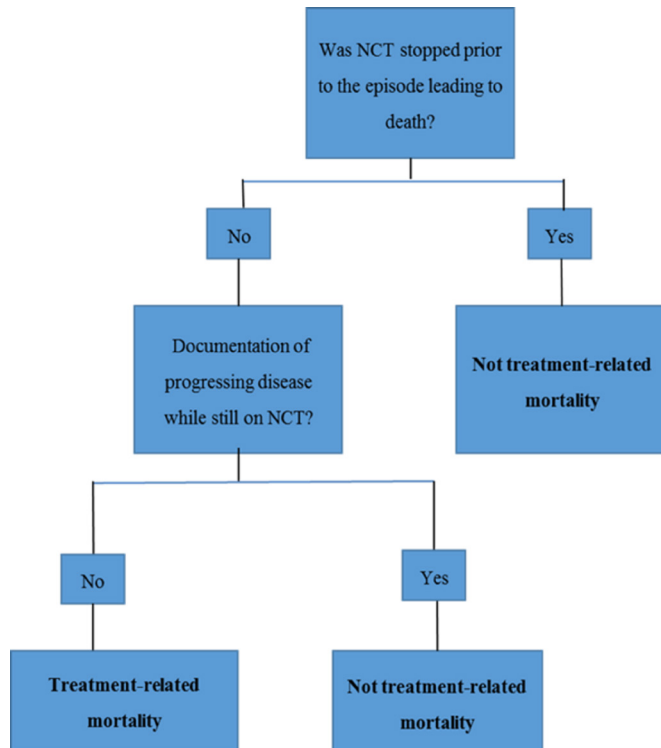 Was NCT stopped prior
to the episode leading to
death?
No
Yes
Documentation of
progressing disease
while still on NCT?
Not treatment-related
mortality
No
Yes
Treatment-related
mortality
Not treatment-related
mortality